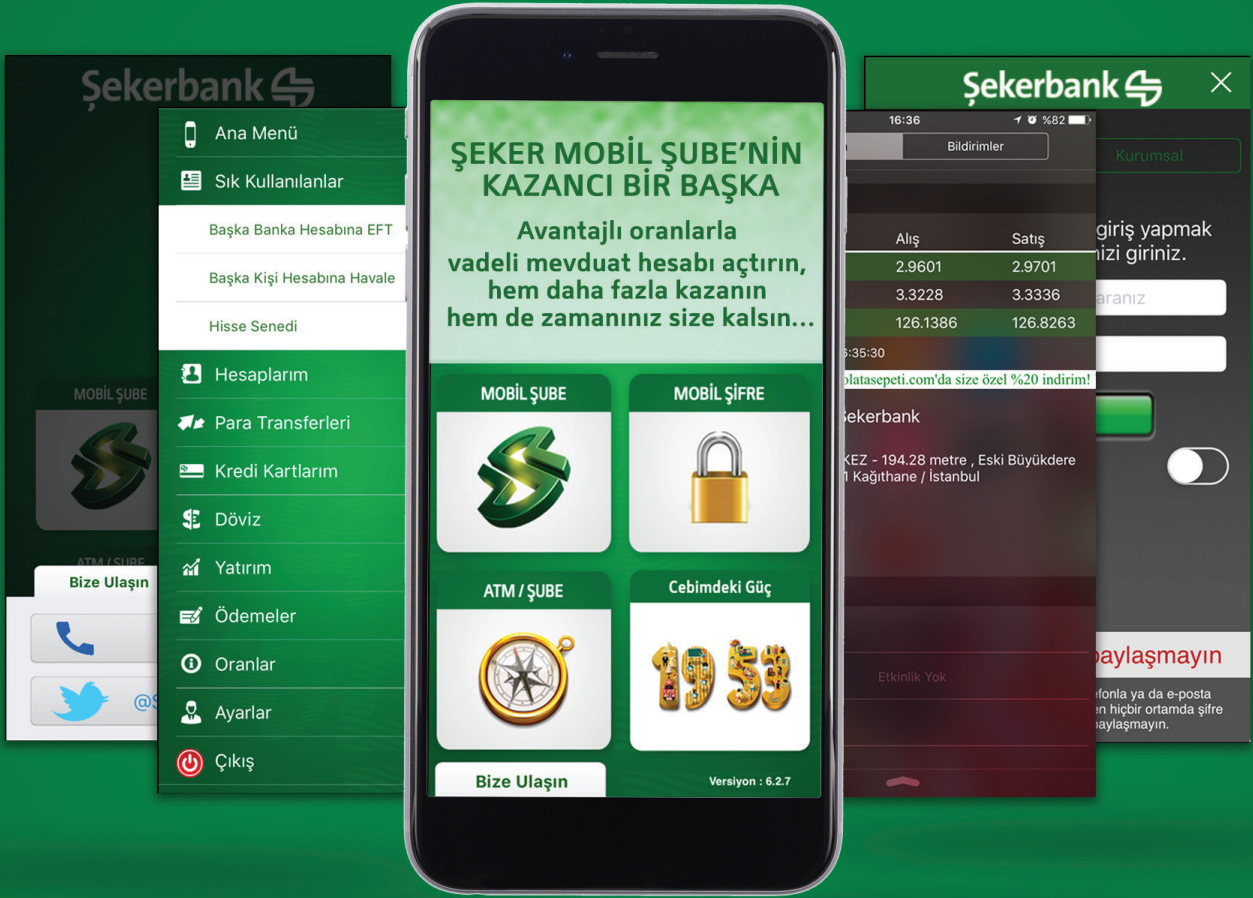 Şekerbank
MOBİL ŞUBE
ATM / ŞUBE
Bize Ulaşın
Ana Menü
Sık Kullanılanlar
Başka Banka Hesabına EFT
Başka Kişi Hesabına Havale
Hisse Senedi
Hesaplarım
Para Transferleri
Kredi Kartlarım
Döviz
Yatırım
Ödemeler
Oranlar
Ayarlar
Çıkış
ŞEKER MOBİL ŞUBE’NİN
KAZANCI BİR BAŞKA
Avantajlı oranlarla
vadeli mevduat hesabı açtırın,
hem daha fazla kazanın
hem de zamanınız size kalsın...
MOBİL ŞUBE
MOBİL ŞİFRE
ATM / ŞUBE
Cebimdeki Güç
1953
Bize Ulaşın
Versiyon : 6.2.7
16:36
%82
Bildirimler
Alış Satış
2.9601 2.9701
3.3228 3.3336
126.1386 126.8263
:35:30
latasepeti.com'da size özel %20 indirim!
Şekerbank
KEZ - 194.28 metre , Eski Büyükdere
1 Kağıthane / İstanbul
Etkinlik Yok
Şekerbank
Kurumsal
giriş yapmak
nizi giriniz.
aranız
paylaşmayın
efonla ya da e-posta
en hiçbir ortamda şifre
paylaşmayın.